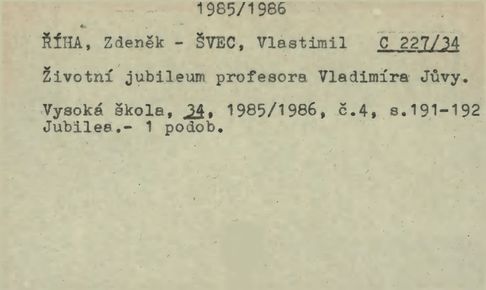 1985/1986
ŘÍHA, Zdeněk - ŠVEC, Vlastimil C 227/34
Životní jubileum profesora Vladimíra Jůvy.
Vysoká škola, 34, 1985/1986, č.4, s.191-192
Jubilea.- 1 podob.